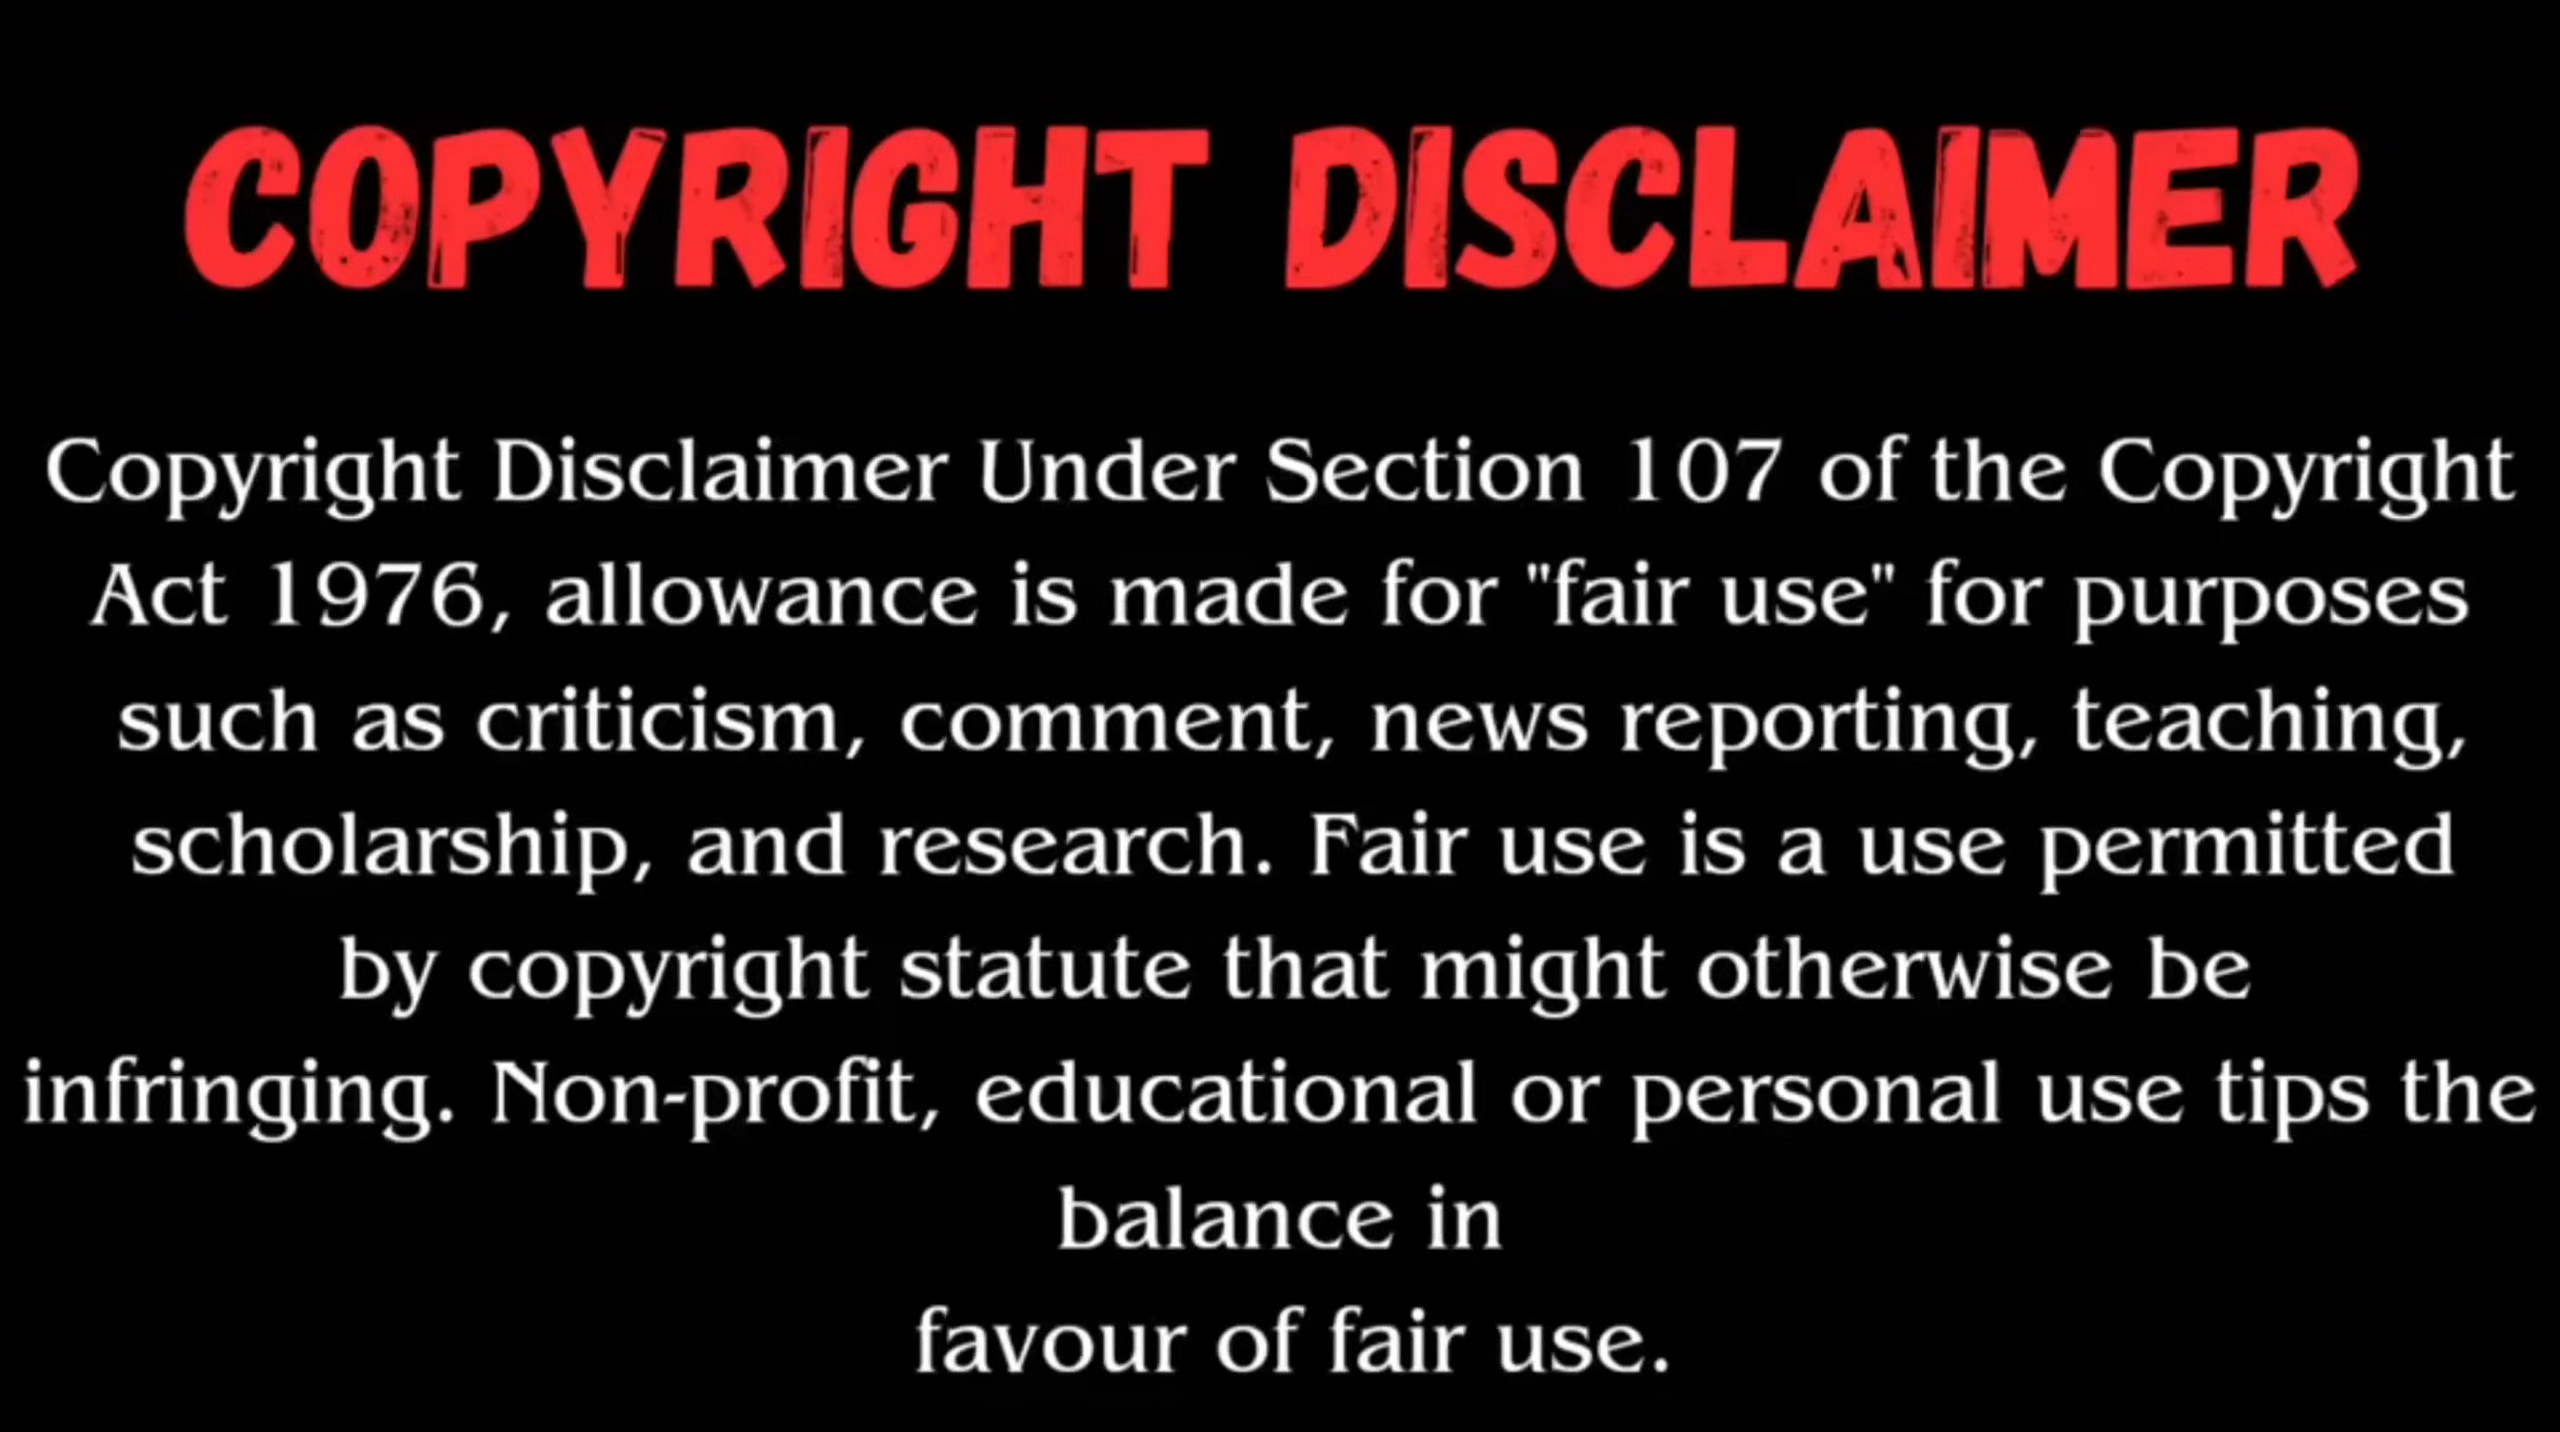 COPYRIGHT DISCLAIMER
Copyright Disclaimer Under Section 107 of the Copyright
Act 1976, allowance is made for "fair use" for purposes
such as criticism, comment, news reporting, teaching,
scholarship, and research. Fair use is a use permitted
by copyright statute that might otherwise be
infringing. Non-profit, educational or personal use tips the
balance in
favour of fair use.